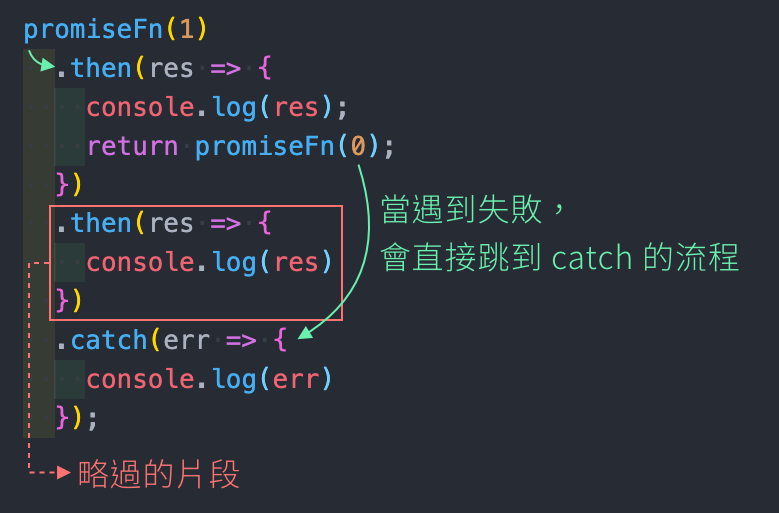 promiseFn(1)
.then(res => {
console.log(res);
return promiseFn(0);
})
.then(res => {
console.log(res)
})
.catch(err => {
console.log(err)
});
當遇到失敗，
會直接跳到 catch 的流程
略過的片段